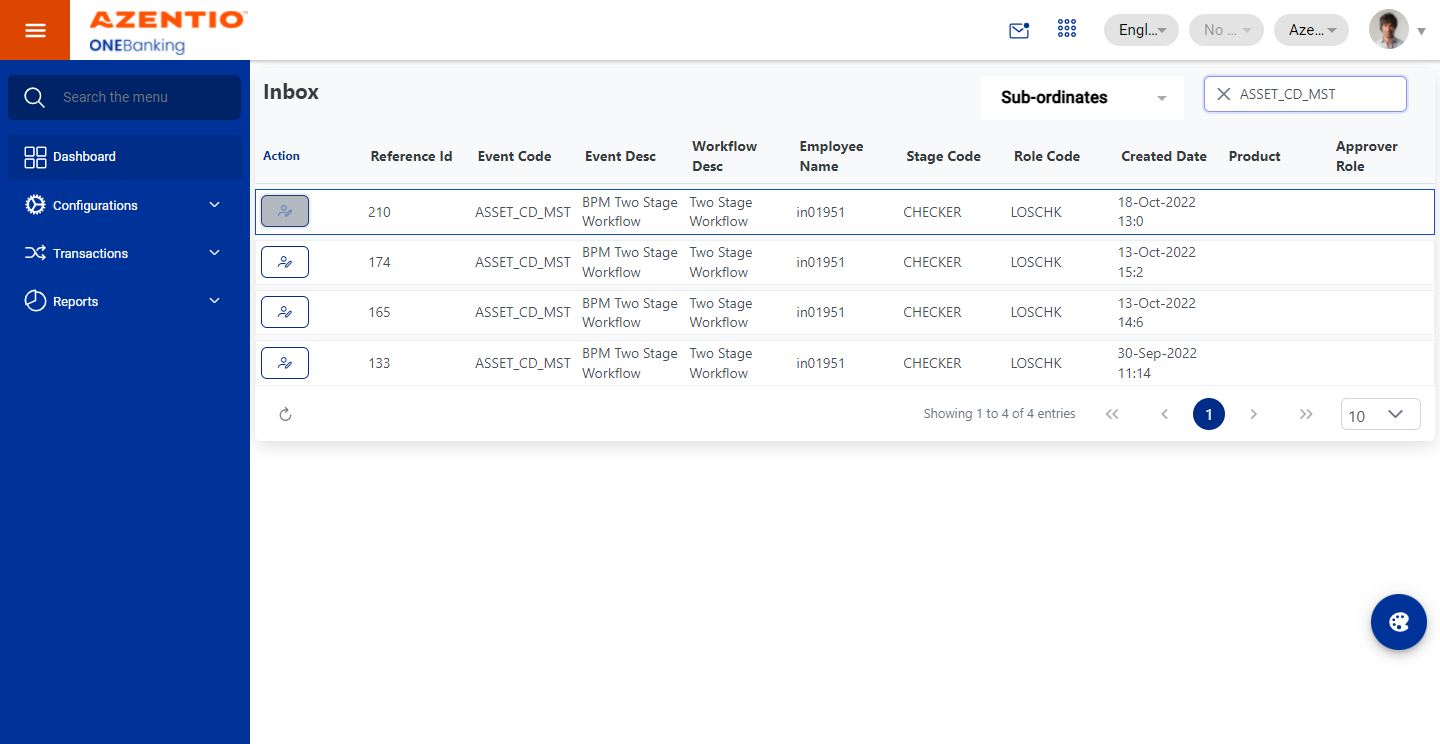 AZENTIO
ONEBanking
Engl...
No ...
Aze...
Search the menu
Dashboard
Configurations
Transactions
Reports
Inbox
Sub-ordinates
ASSET_CD_MST
Action Reference Id Event Code Event Desc Workflow Desc Employee Name Stage Code Role Code Created Date Product Approver Role
210 ASSET_CD_MST BPM Two Stage Workflow Two Stage Workflow in01951 CHECKER LOSCHK 18-Oct-2022 13:0
174 ASSET_CD_MST BPM Two Stage Workflow Two Stage Workflow in01951 CHECKER LOSCHK 13-Oct-2022 15:2
165 ASSET_CD_MST BPM Two Stage Workflow Two Stage Workflow in01951 CHECKER LOSCHK 13-Oct-2022 14:6
133 ASSET_CD_MST BPM Two Stage Workflow Two Stage Workflow in01951 CHECKER LOSCHK 30-Sep-2022 11:14
Showing 1 to 4 of 4 entries
1
10